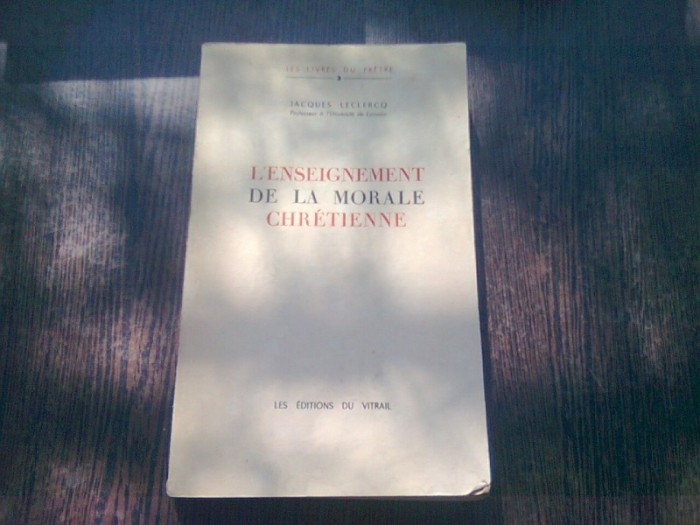 LES LIVRES DU PRÊTRE
JACQUES LECLERCQ
Professeur à l'Université de Louvain
L'ENSEIGNEMENT
DE LA MORALE
CHRÉTIENNE
LES ÉDITIONS DU VITRAIL